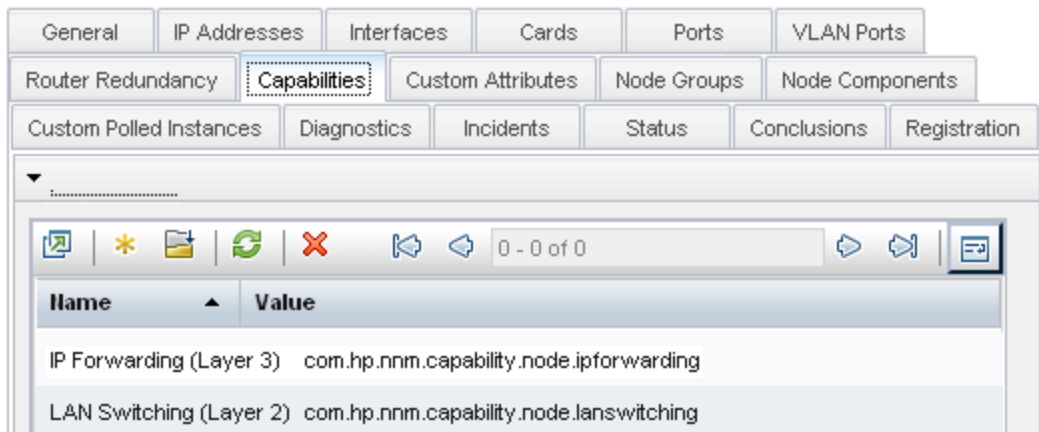 General IP Addresses Interfaces Cards Ports VLAN Ports
Router Redundancy Capabilities Custom Attributes Node Groups Node Components
Custom Polled Instances Diagnostics Incidents Status Conclusions Registration
0 - 0 of 0
Name Value
IP Forwarding (Layer 3) com.hp.nnm.capability.node.ipforwarding
LAN Switching (Layer 2) com.hp.nnm.capability.node.lanswitching